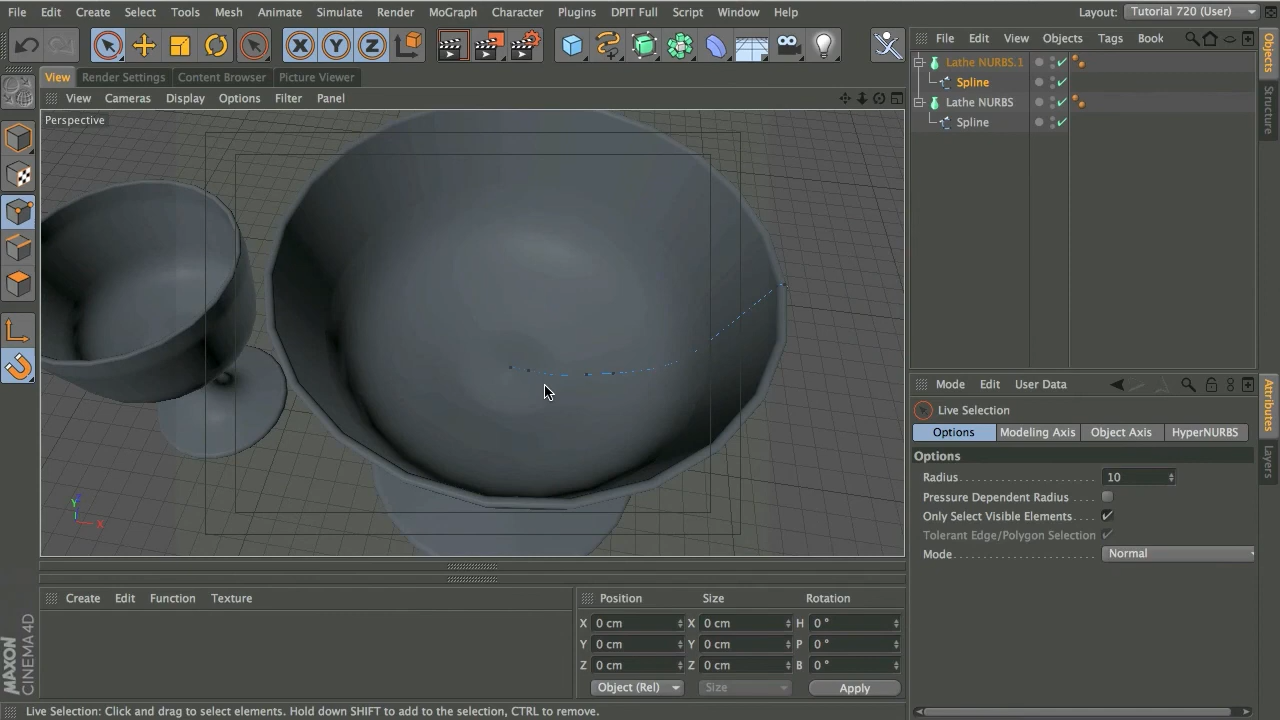 File Edit Create Select Tools Mesh Animate Simulate Render MoGraph Character Plugins DPIT Full Script Window Help Layout: Tutorial 720 (User)
View Render Settings Content Browser Picture Viewer
View Cameras Display Options Filter Panel
Perspective
Y
X
File Edit View Objects Tags Book
Lathe NURBS.1
Spline
Lathe NURBS
Spline
Objects
Structure
Mode Edit User Data
Live Selection
Options Modeling Axis Object Axis HyperNURBS
Options
Radius 10
Pressure Dependent Radius
Only Select Visible Elements
Tolerant Edge/Polygon Selection
Mode Normal
Attributes
Layers
Create Edit Function Texture
Position Size Rotation
X 0 cm X 0 cm H 0 °
Y 0 cm Y 0 cm P 0 °
Z 0 cm Z 0 cm B 0 °
Object (Rel) Size Apply
MAXON
CINEMA 4D
Live Selection: Click and drag to select elements. Hold down SHIFT to add to the selection, CTRL to remove.